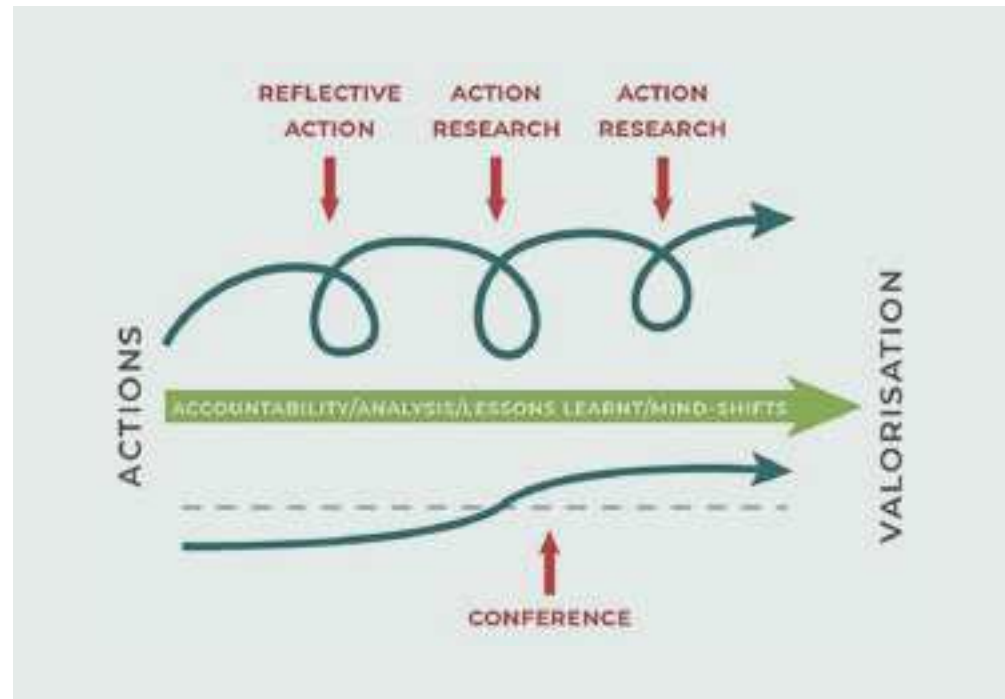 REFLECTIVE
ACTION
ACTION
RESEARCH
ACTION
RESEARCH
ACTIONS
ACCOUNTABILITY/ANALYSIS/LESSONS LEARNT/MIND-SHIFTS
VALORISATION
CONFERENCE